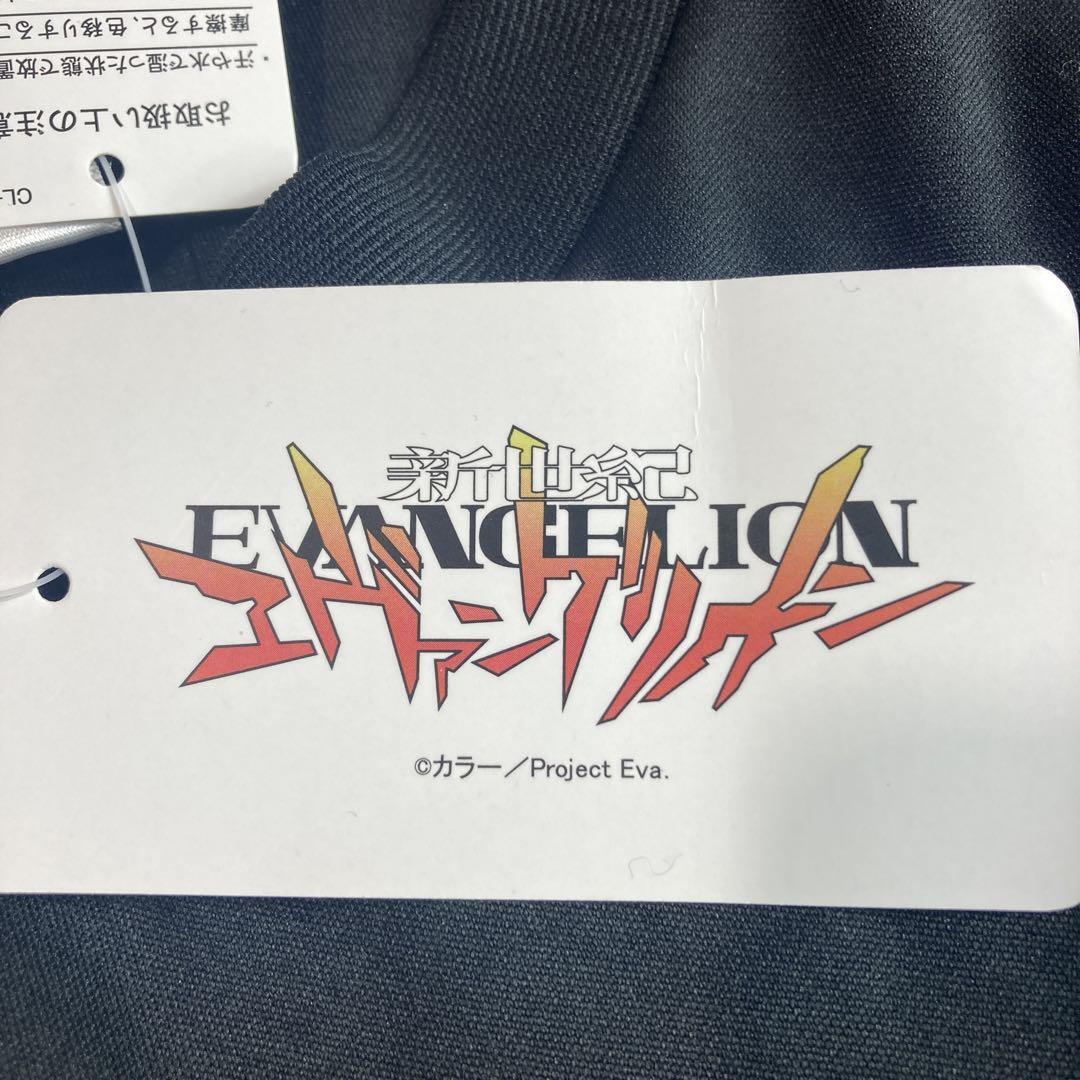 お取扱い上の注意
・汗や水で湿った状態で放置
摩擦すると、色移りするこ
CL-
新世紀
EVANGELION
エヴァンゲリオン
©カラー／Project Eva.